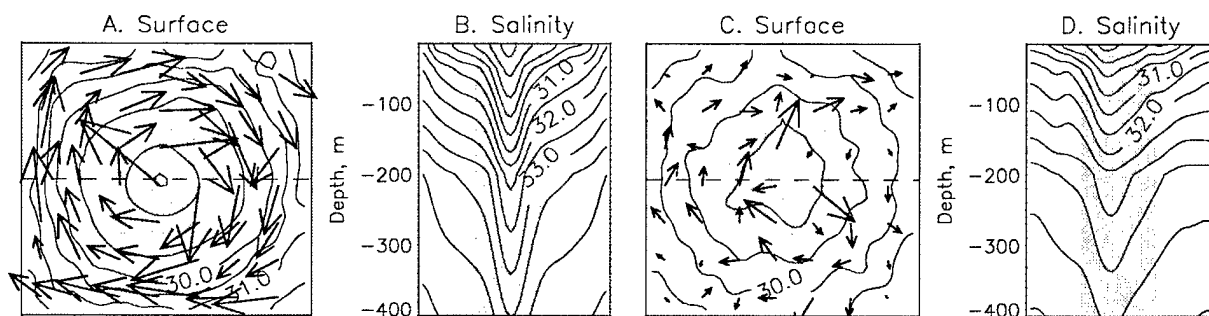 A. Surface
B. Salinity
C. Surface
D. Salinity
30.0
31.0
Depth, m
-100
-200
-300
-400
31.0
32.0
33.0
30.0
Depth, m
-100
-200
-300
-400
31.0
32.0